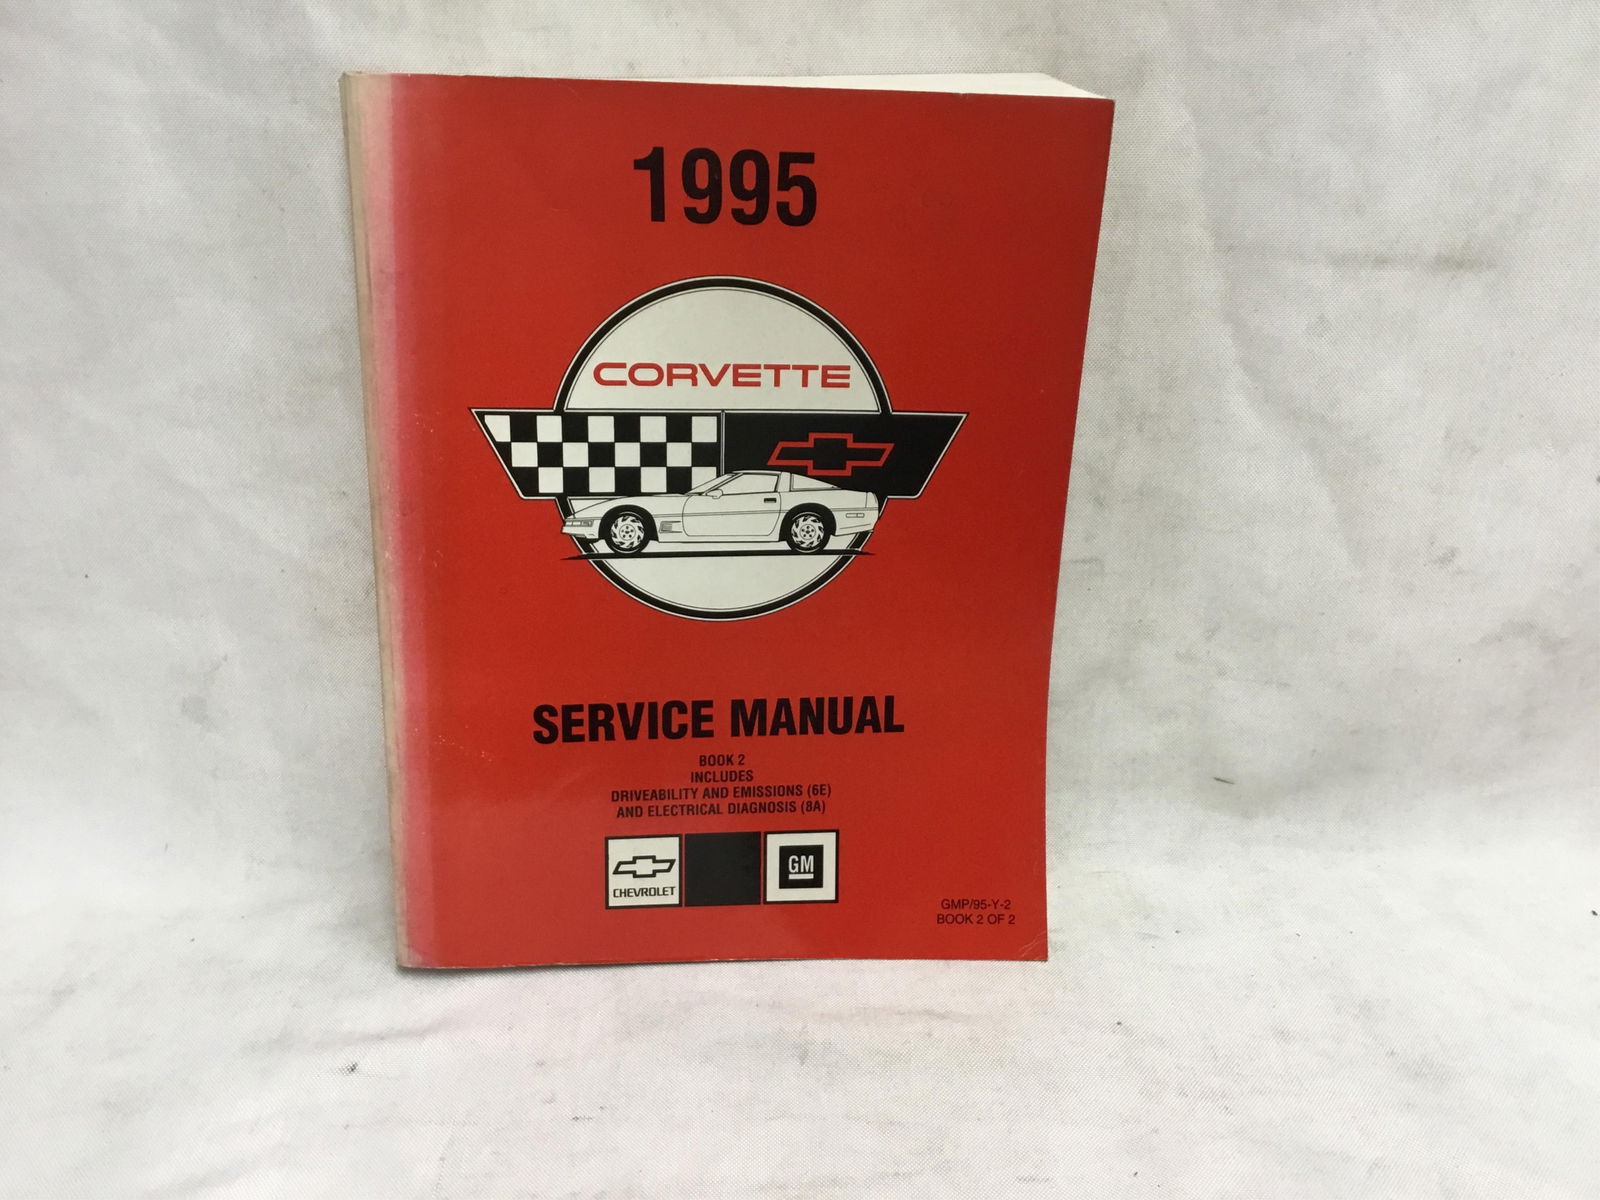 1995
CORVETTE
SERVICE MANUAL
BOOK 2
INCLUDES
DRIVEABILITY AND EMISSIONS (6E)
AND ELECTRICAL DIAGNOSIS (8A)
CHEVROLET
GM
GMP/95-Y-2
BOOK 2 OF 2